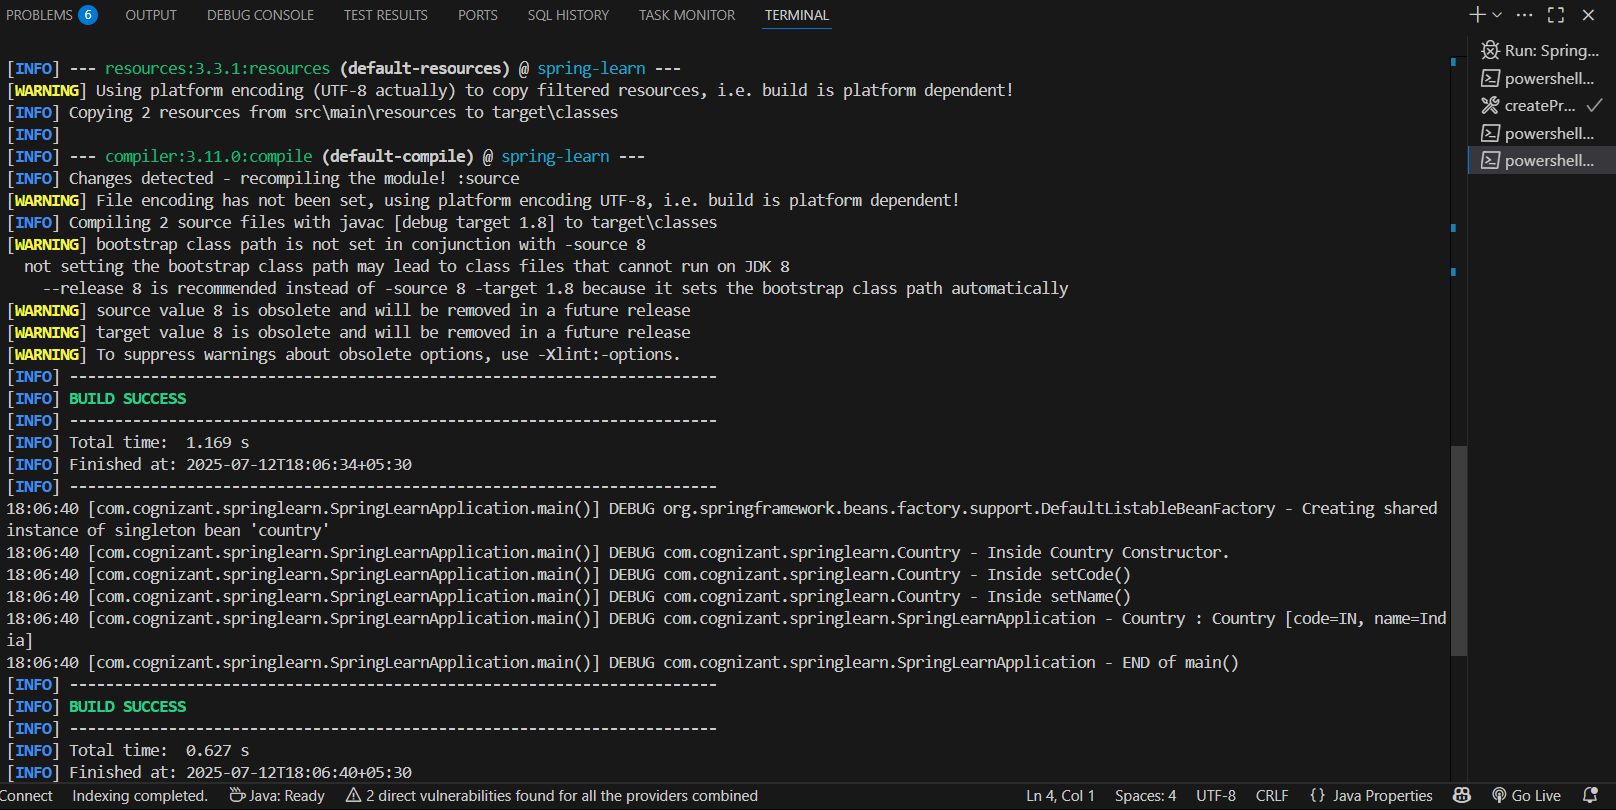 PROBLEMS 6 OUTPUT DEBUG CONSOLE TEST RESULTS PORTS SQL HISTORY TASK MONITOR TERMINAL
[INFO] --- resources:3.3.1:resources (default-resources) @ spring-learn ---
[WARNING] Using platform encoding (UTF-8 actually) to copy filtered resources, i.e. build is platform dependent!
[INFO] Copying 2 resources from src\main\resources to target\classes
[INFO]
[INFO] --- compiler:3.11.0:compile (default-compile) @ spring-learn ---
[INFO] Changes detected - recompiling the module! :source
[WARNING] File encoding has not been set, using platform encoding UTF-8, i.e. build is platform dependent!
[INFO] Compiling 2 source files with javac [debug target 1.8] to target\classes
[WARNING] bootstrap class path is not set in conjunction with -source 8
not setting the bootstrap class path may lead to class files that cannot run on JDK 8
--release 8 is recommended instead of -source 8 -target 1.8 because it sets the bootstrap class path automatically
[WARNING] source value 8 is obsolete and will be removed in a future release
[WARNING] target value 8 is obsolete and will be removed in a future release
[WARNING] To suppress warnings about obsolete options, use -Xlint:-options.
[INFO] ------------------------------------------------------------------------
[INFO] BUILD SUCCESS
[INFO] ------------------------------------------------------------------------
[INFO] Total time:  1.169 s
[INFO] Finished at: 2025-07-12T18:06:34+05:30
[INFO] ------------------------------------------------------------------------
18:06:40 [com.cognizant.springlearn.SpringLearnApplication.main()] DEBUG org.springframework.beans.factory.support.DefaultListableBeanFactory - Creating shared
instance of singleton bean 'country'
18:06:40 [com.cognizant.springlearn.SpringLearnApplication.main()] DEBUG com.cognizant.springlearn.Country - Inside Country Constructor.
18:06:40 [com.cognizant.springlearn.SpringLearnApplication.main()] DEBUG com.cognizant.springlearn.Country - Inside setCode()
18:06:40 [com.cognizant.springlearn.SpringLearnApplication.main()] DEBUG com.cognizant.springlearn.Country - Inside setName()
18:06:40 [com.cognizant.springlearn.SpringLearnApplication.main()] DEBUG com.cognizant.springlearn.SpringLearnApplication - Country : Country [code=IN, name=Ind
ia]
18:06:40 [com.cognizant.springlearn.SpringLearnApplication.main()] DEBUG com.cognizant.springlearn.SpringLearnApplication - END of main()
[INFO] ------------------------------------------------------------------------
[INFO] BUILD SUCCESS
[INFO] ------------------------------------------------------------------------
[INFO] Total time:  0.627 s
[INFO] Finished at: 2025-07-12T18:06:40+05:30
Run: Spring...
powershell...
createPr...
powershell...
powershell...
Connect Indexing completed. Java: Ready 2 direct vulnerabilities found for all the providers combined Ln 4, Col 1 Spaces: 4 UTF-8 CRLF {} Java Properties Go Live